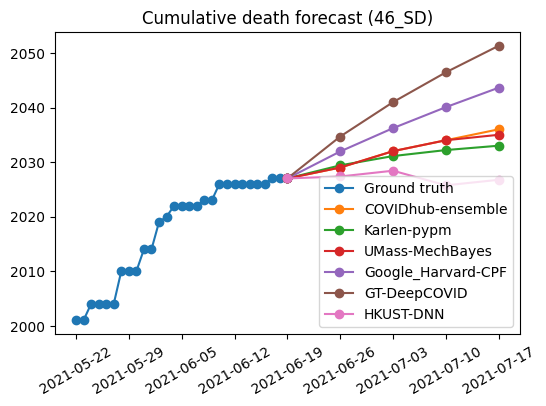 Cumulative death forecast (46_SD)
2050
2040
2030
2020
2010
2000
Ground truth
COVIDhub-ensemble
Karlen-pypm
UMass-MechBayes
Google_Harvard-CPF
GT-DeepCOVID
HKUST-DNN
2021-05-22
2021-05-29
2021-06-05
2021-06-12
2021-06-19
2021-06-26
2021-07-03
2021-07-10
2021-07-17